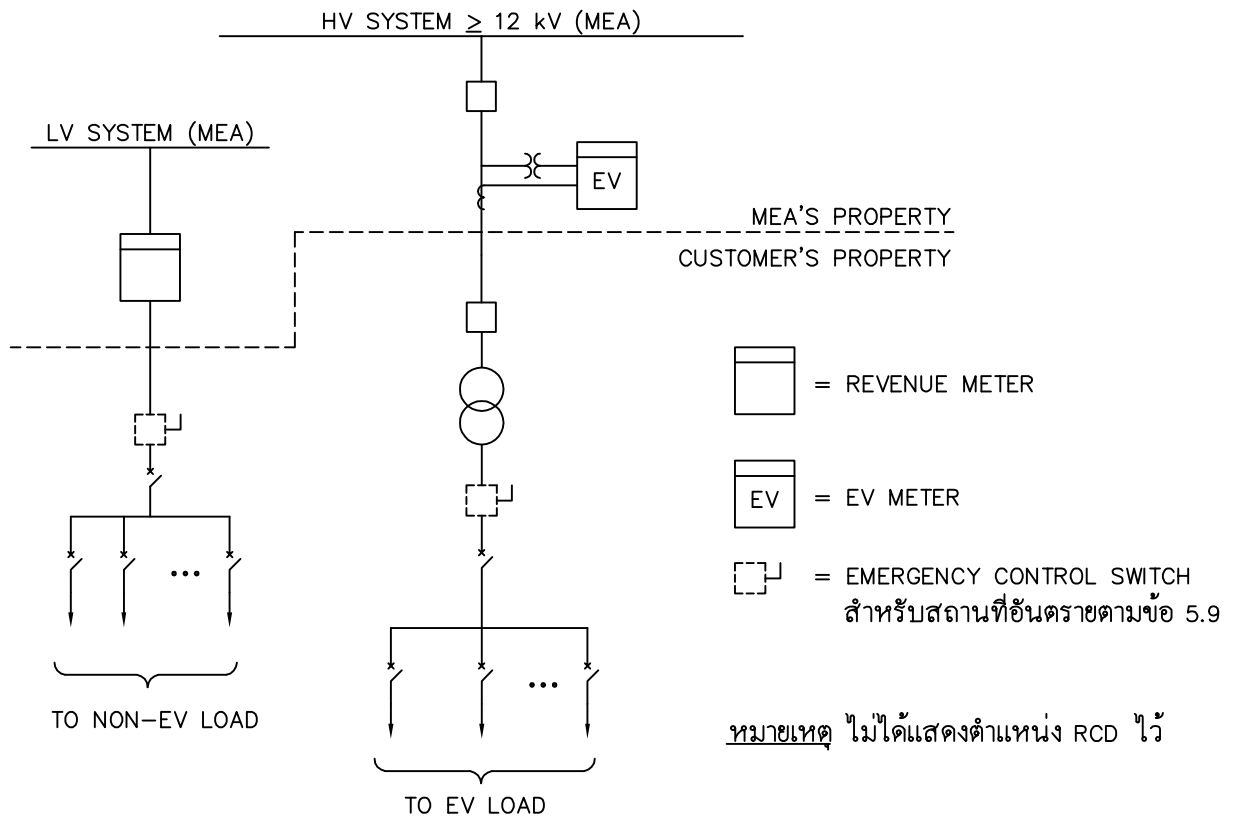 HV SYSTEM ≥ 12 kV (MEA)
LV SYSTEM (MEA)
EV
MEA'S PROPERTY
CUSTOMER'S PROPERTY
= REVENUE METER
EV = EV METER
= EMERGENCY CONTROL SWITCH
สำหรับสถานที่อันตรายตามข้อ 5.9
TO NON-EV LOAD
หมายเหตุ ไม่ได้แสดงตำแหน่ง RCD ไว้
TO EV LOAD